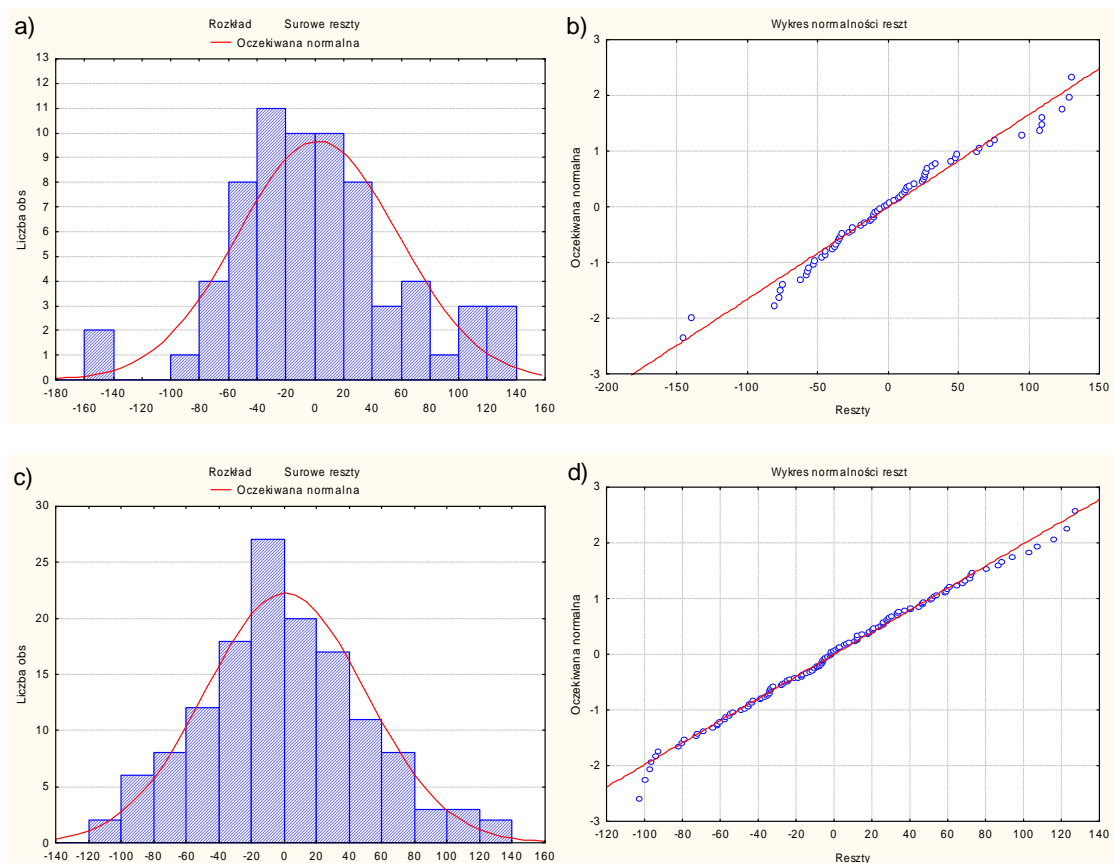 a)
Rozkład Surowe reszty
Oczekiwana normalna
13
12
11
10
9
8
7
6
5
4
3
2
1
0
Liczba obs
-180 -140 -100 -60 -20 20 60 100 140
-160 -120 -80 -40 0 40 80 120 160
b)
Wykres normalności reszt
3
2
1
0
-1
-2
-3
Oczekiwana normalna
-200 -150 -100 -50 0 50 100 150
Reszty
c)
Rozkład Surowe reszty
Oczekiwana normalna
30
25
20
15
10
5
0
Liczba obs
-140 -120 -100 -80 -60 -40 -20 0 20 40 60 80 100 120 140 160
d)
Wykres normalności reszt
3
2
1
0
-1
-2
-3
Oczekiwana normalna
-120 -100 -80 -60 -40 -20 0 20 40 60 80 100 120 140
Reszty